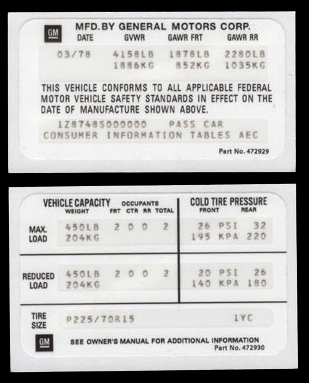 GM MFD. BY GENERAL MOTORS CORP.
DATE GVWR GAWR FRT GAWR RR
03/78 4158LB 1878LB 2280LB
1886KG 852KG 1035KG
THIS VEHICLE CONFORMS TO ALL APPLICABLE FEDERAL
MOTOR VEHICLE SAFETY STANDARDS IN EFFECT ON THE
DATE OF MANUFACTURE SHOWN ABOVE.
1Z8748S000000 PASS CAR
CONSUMER INFORMATION TABLES AEC
Part No. 472929
VEHICLE CAPACITY OCCUPANTS COLD TIRE PRESSURE
WEIGHT FRT CTR RR TOTAL FRONT REAR
MAX. LOAD 450LB 2 0 0 2 26 PSI 32
204KG 195 KPA 220
REDUCED LOAD 450LB 2 0 0 2 20 PSI 26
204KG 140 KPA 180
TIRE SIZE P225/70R15 1YC
GM SEE OWNER'S MANUAL FOR ADDITIONAL INFORMATION
Part No. 472930